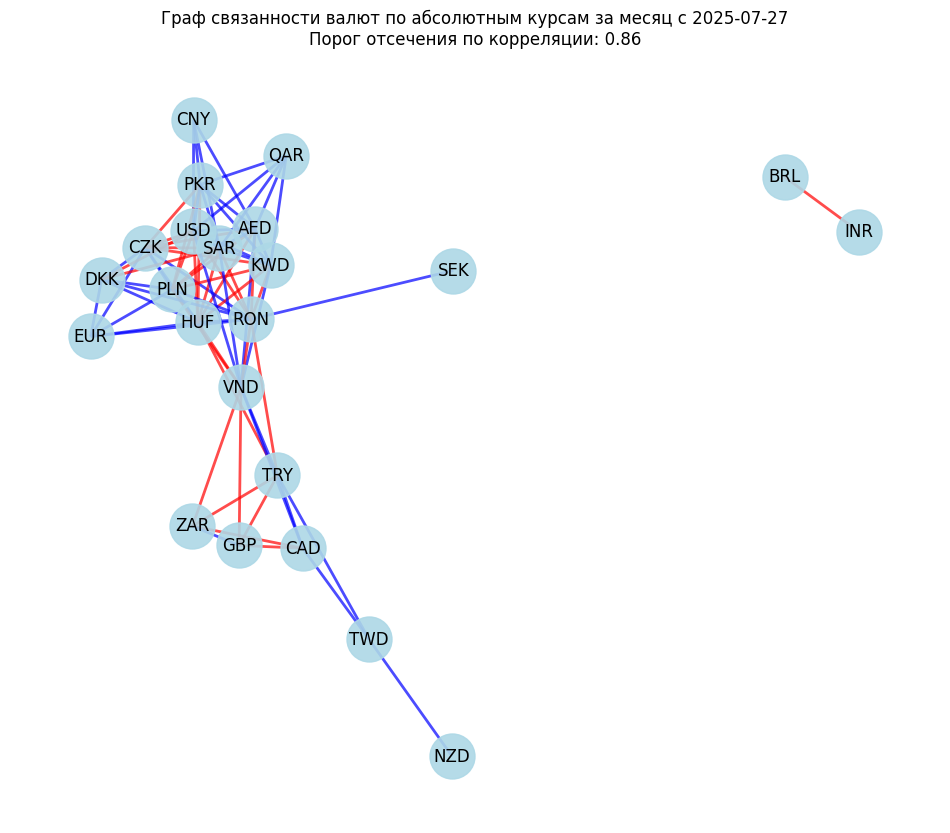 Граф связанности валют по абсолютным курсам за месяц с 2025-07-27
Порог отсечения по корреляции: 0.86
CNY
QAR
BRL
PKR
USD
AED
INR
CZK
SAR
KWD
SEK
DKK
PLN
HUF
RON
EUR
VND
TRY
ZAR
GBP
CAD
TWD
NZD